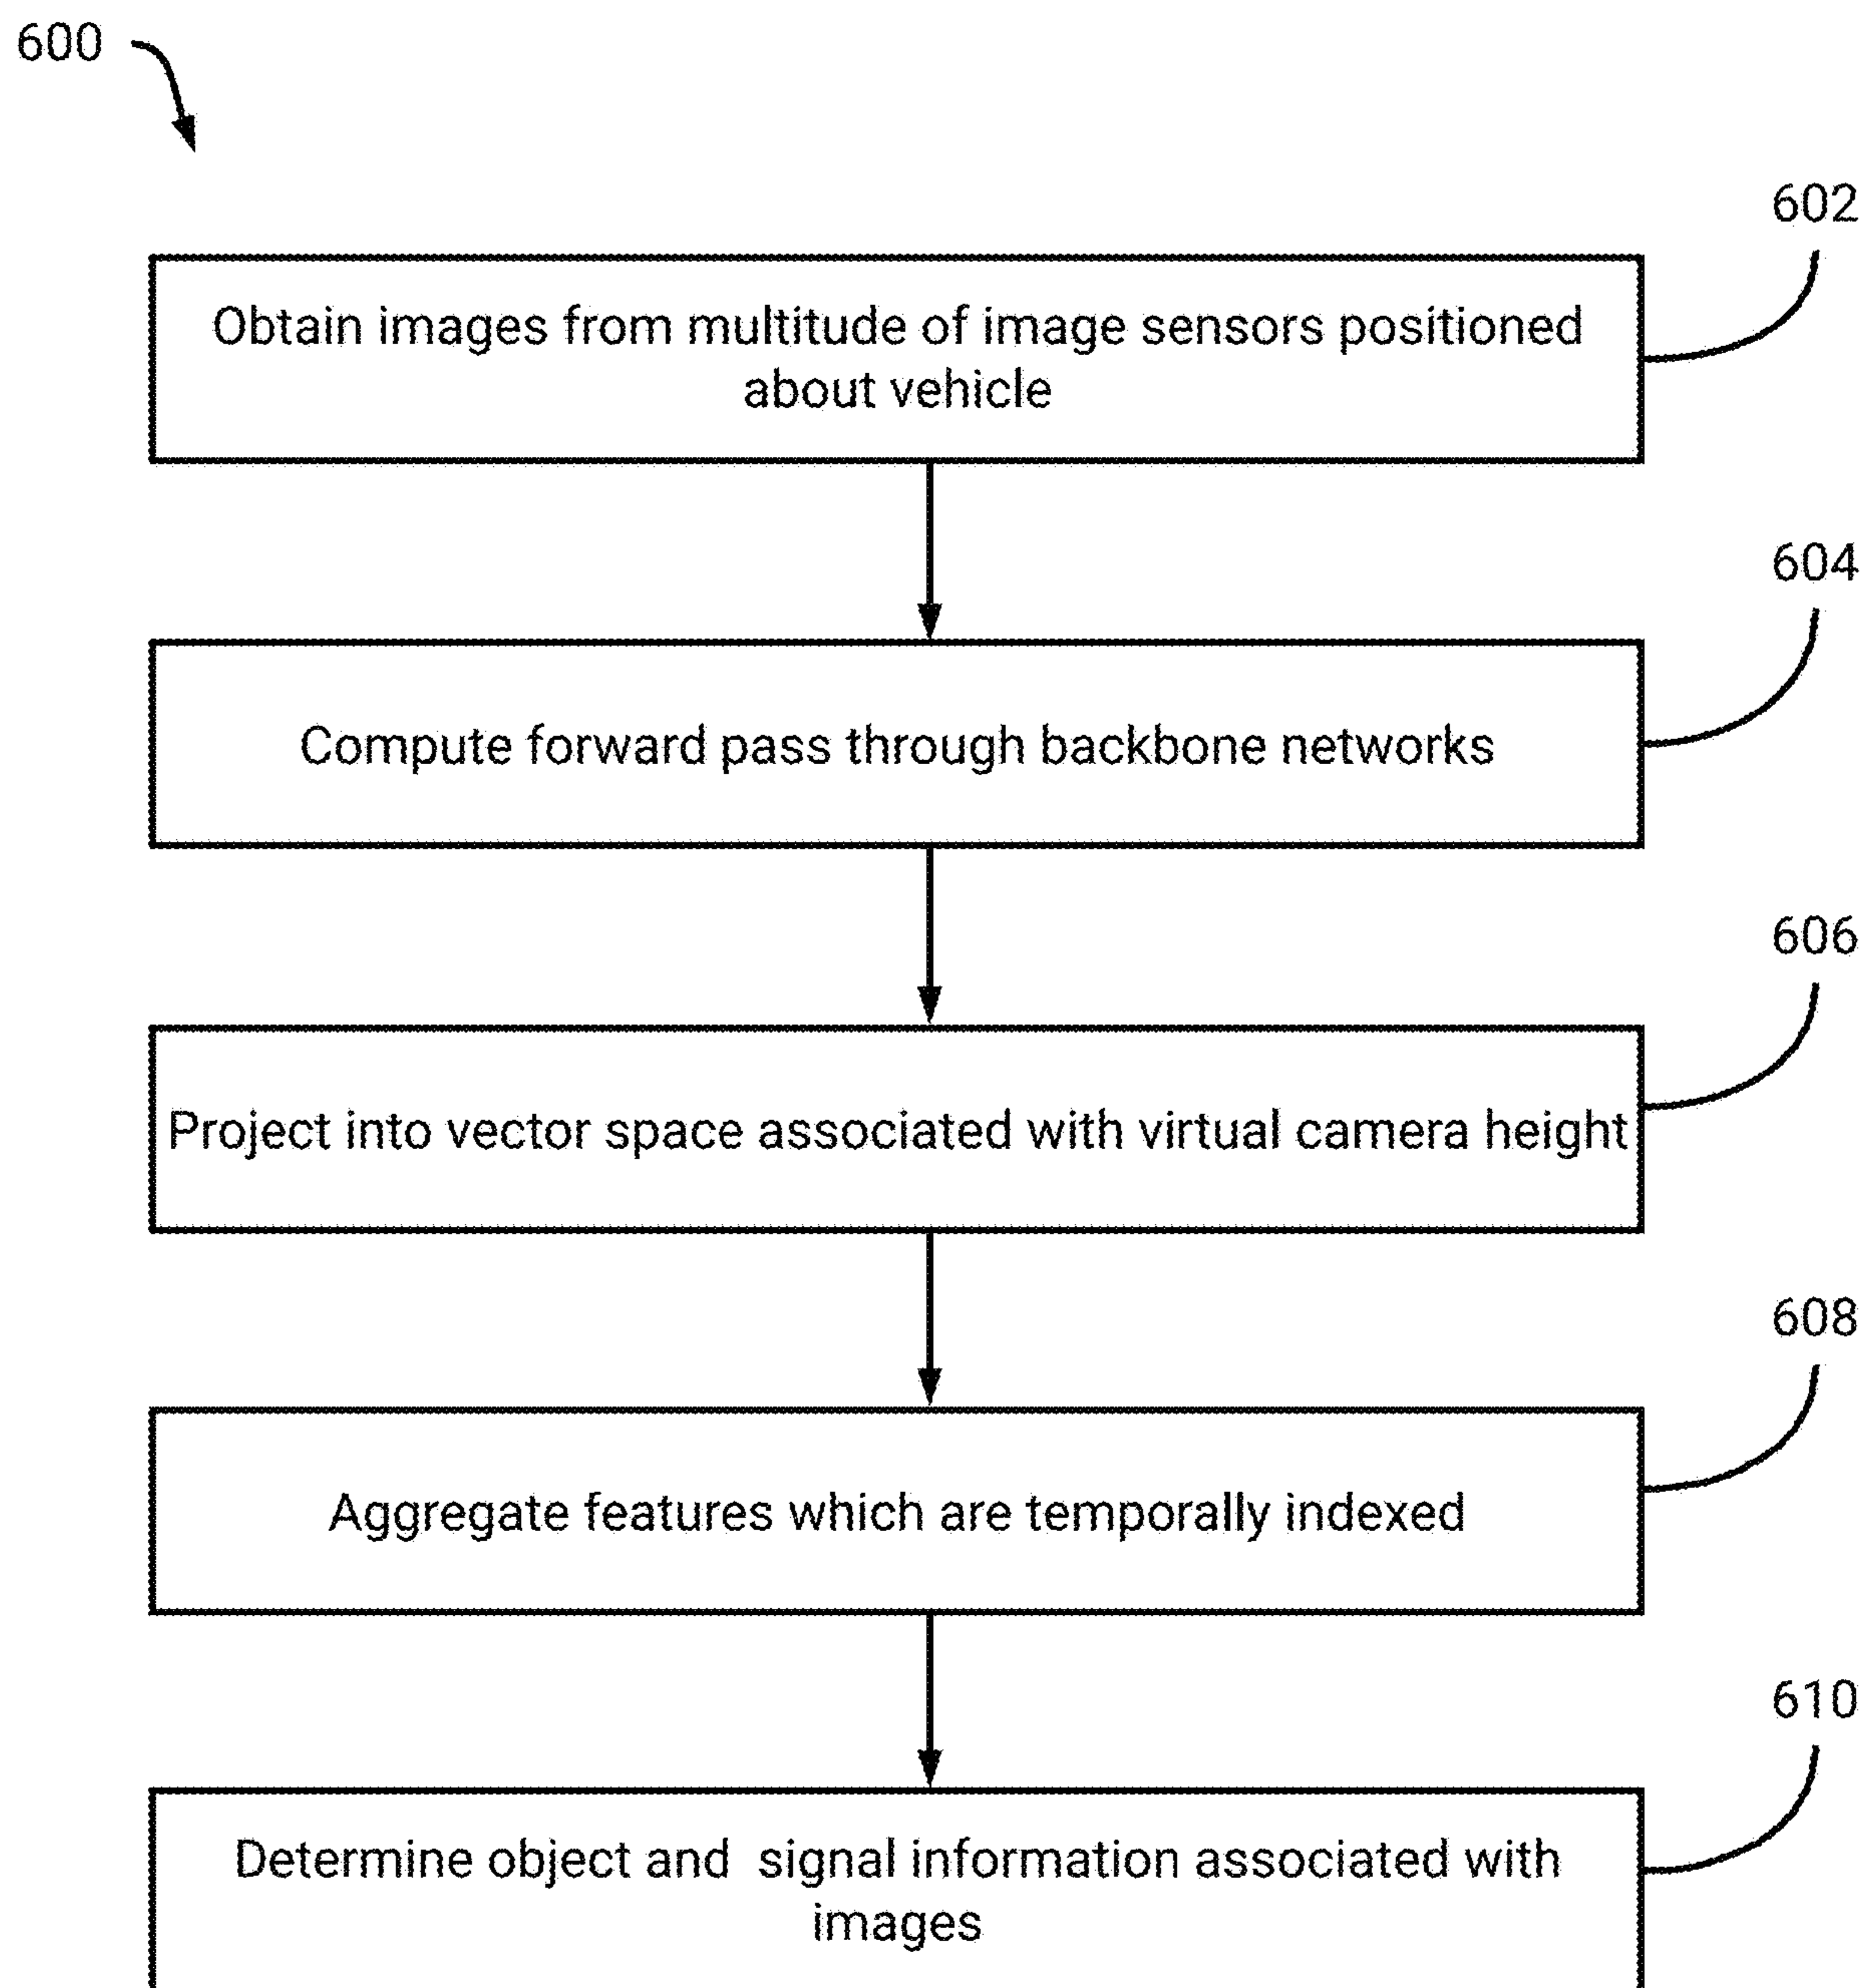 600
602
Obtain images from multitude of image sensors positioned
about vehicle
604
Compute forward pass through backbone networks
606
Project into vector space associated with virtual camera height
608
Aggregate features which are temporally indexed
610
Determine object and signal information associated with
images